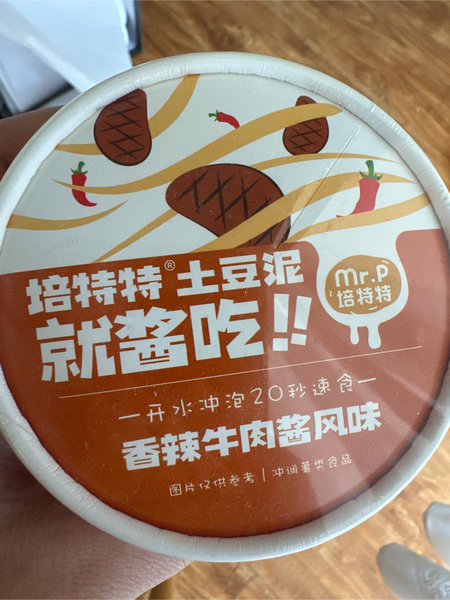 培特特®土豆泥
就酱吃!!
Mr.P
培特特
开水冲泡20秒速食
香辣牛肉酱风味
图片仅供参考 | 冲调薯类食品